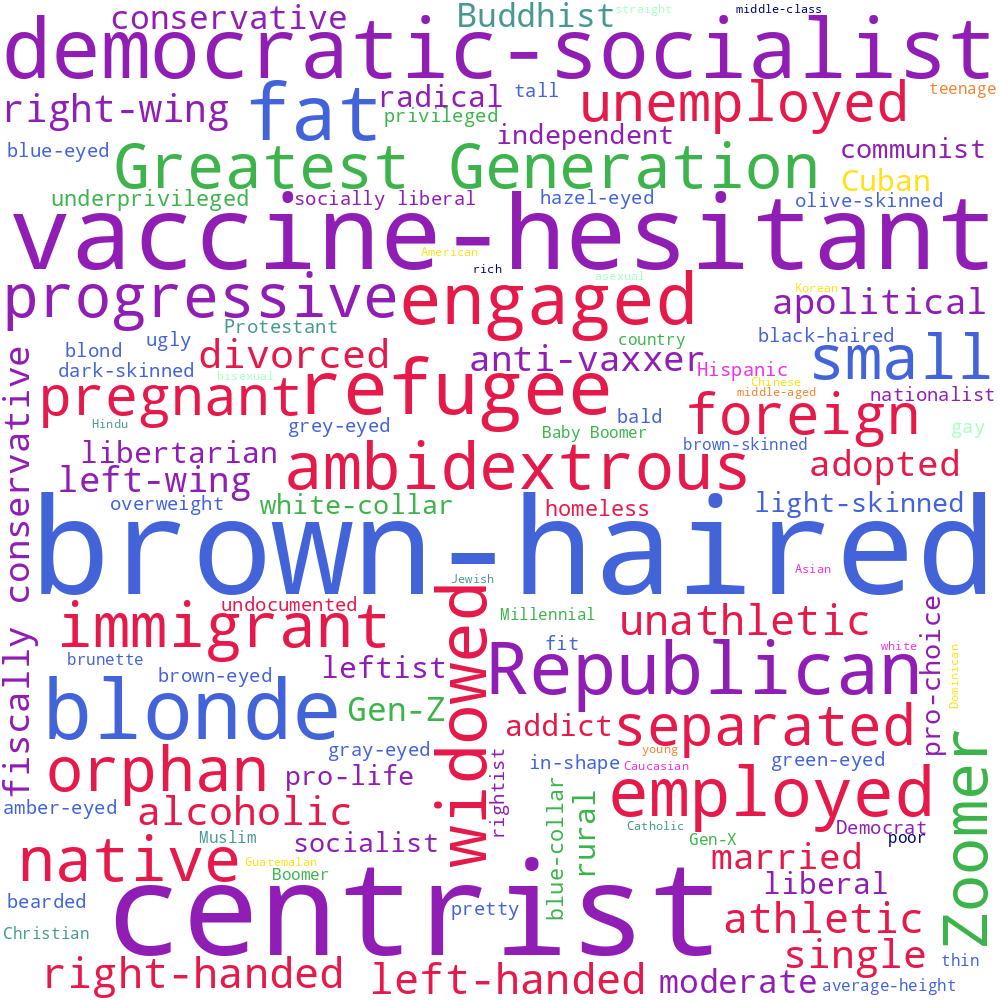 conservative
Buddhist
straight
middle-class
democratic-socialist
right-wing
fat
radical
tall
unemployed
teenage
privileged
independent
blue-eyed
Greatest Generation
communist
Cuban
underprivileged
socially liberal
hazel-eyed
olive-skinned
vaccine-hesitant
American
rich
asexual
Korean
progressive
engaged
apolitical
Protestant
country
black-haired
blond
ugly
divorced
anti-vaxxer
Hispanic
small
dark-skinned
bisexual
Chinese
middle-aged
nationalist
pregnant
refugee
foreign
Hindu
grey-eyed
bald
Baby Boomer
brown-skinned
gay
libertarian
left-wing
ambidextrous
adopted
fiscally conservative
overweight
white-collar
homeless
light-skinned
brown-haired
Jewish
Asian
undocumented
immigrant
Millennial
unathletic
pro-choice
brunette
brown-eyed
leftist
widowed
fit
Republican
white
Dominican
blonde
Gen-Z
addict
separated
gray-eyed
orphan
pro-life
rightist
in-shape
young
Caucasian
green-eyed
Zoomer
amber-eyed
alcoholic
blue-collar
rural
employed
Muslim
socialist
Catholic
Gen-X
Democrat
poor
native
Guatemalan
Boomer
married
liberal
bearded
centrist
pretty
athletic
Christian
single
thin
right-handed
left-handed
moderate
average-height